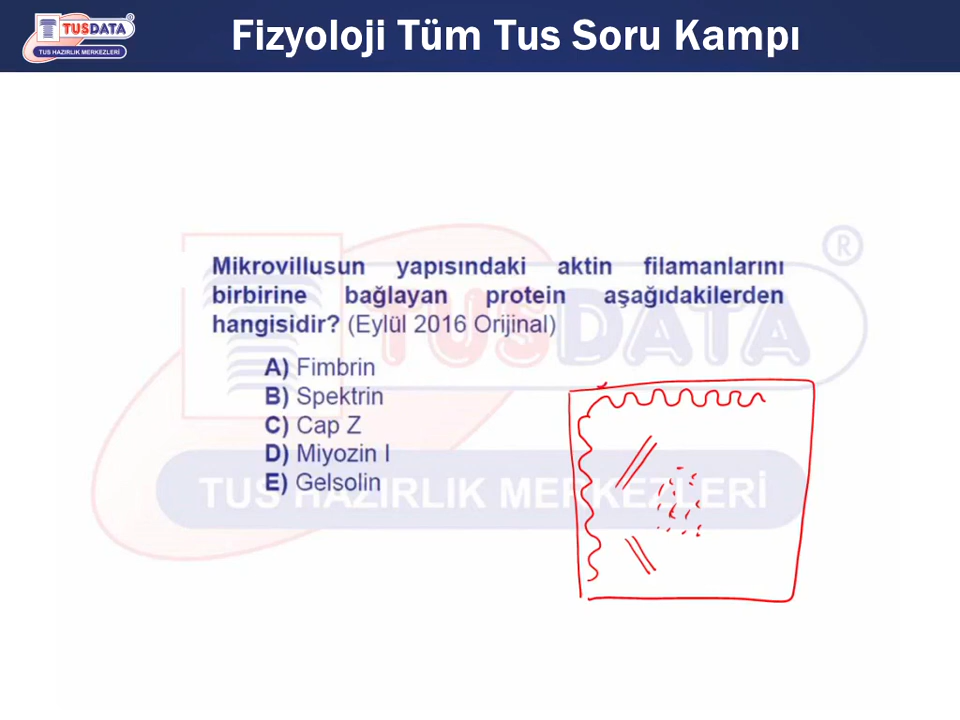 TUSDATA
TUS HAZIRLIK MERKEZLERİ
Fizyoloji Tüm Tus Soru Kampı
Mikrovillusun yapısındaki aktin filamanlarını
birbirine bağlayan protein aşağıdakilerden
hangisidir? (Eylül 2016 Orijinal)
A) Fimbrin
B) Spektrin
C) Cap Z
D) Miyozin I
E) Gelsolin
TUSDATA ®
TUS HAZIRLIK MERKEZLERİ